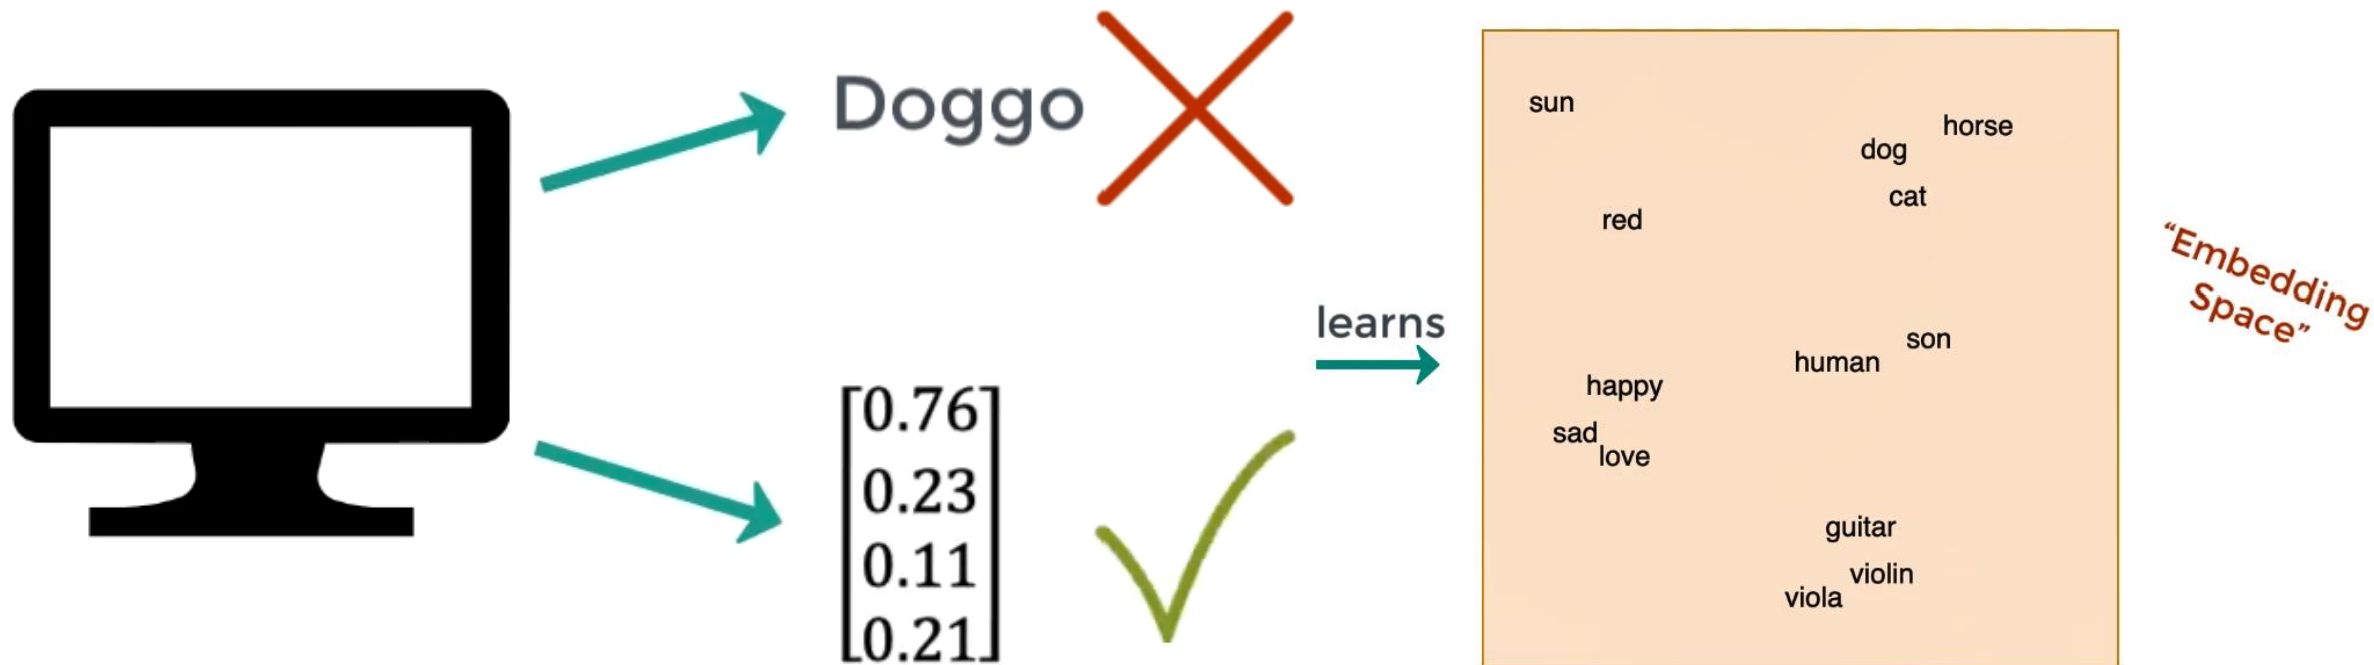 Doggo
[0.76
0.23
0.11
0.21]
learns
sun
horse
dog
cat
red
son
human
happy
sad
love
guitar
violin
viola
“Embedding
Space”